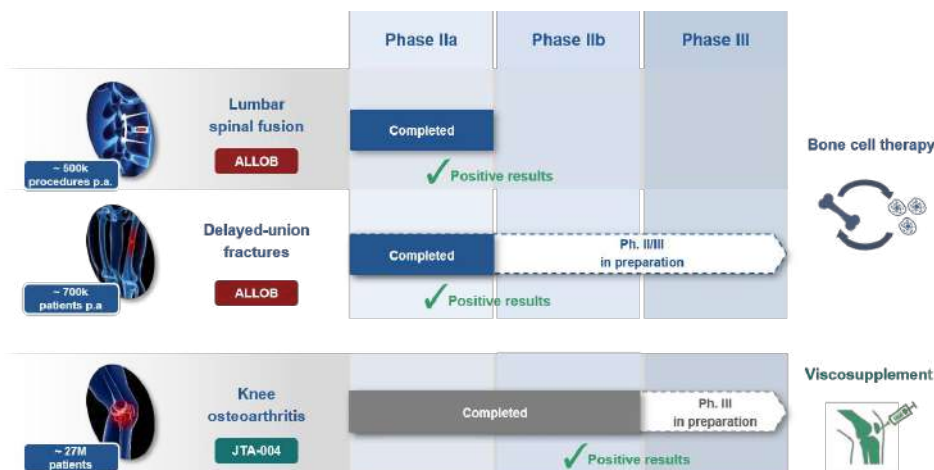 Phase IIa
Phase IIb
Phase III
Lumbar
spinal fusion
ALLOB
~ 500k
procedures p.a.
Completed
Positive results
Bone cell therapy
Delayed-union
fractures
ALLOB
~ 700k
patients p.a
Completed
Ph. II/III
in preparation
Positive results
Viscosupplement
Knee
osteoarthritis
JTA-004
~ 27M
patients
Completed
Ph. III
in preparation
Positive results